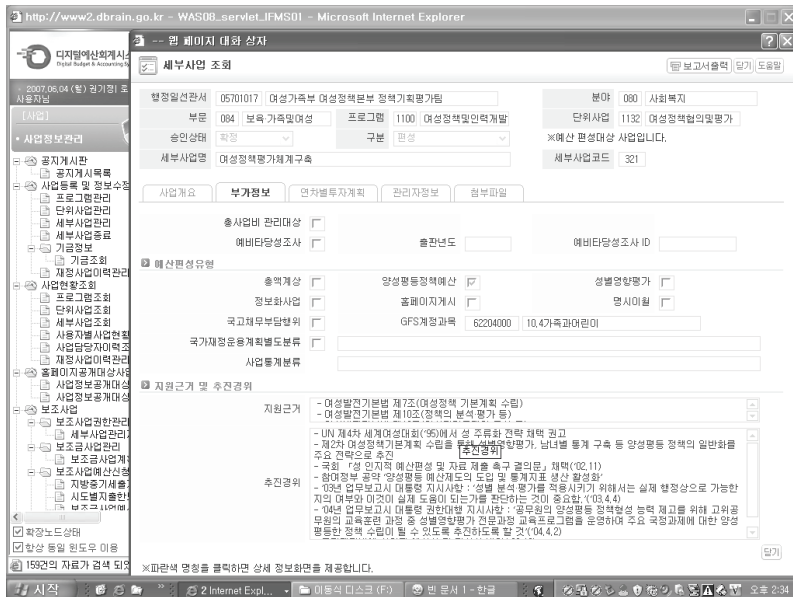 http://www2.dbrain.go.kr - WAS08_servlet_IFMS01 - Microsoft Internet Explorer
디지털예산회계시스
Digital Budget & Accounting Sy
2007.06.04 (월) 권기정| 로
사용자님
[사업]
• 사업정보관리
공지게시판
공지게시목록
사업등록 및 정보수정
프로그램관리
단위사업관리
세부사업관리
세부사업종료
기금정보
기금조회
재정사업이력관리
사업현황조회
프로그램조회
단위사업조회
세부사업조회
사용자별사업현황
사업담당자이력조
재정사업이력관리
홈페이지공개대상사업
사업정보공개대상
사업정보공개대상
보조사업
보조사업권한관리
세부사업관리
보조금사업관리
보조금사업계
보조사업예산신청
지방중기세출
시도별지출한
확장노드상태
항상 동일 윈도우 이용
159건의 자료가 검색 되었
-- 웹 페이지 대화 상자
세부사업 조회
보고서출력 닫기 도움말
행정일선관서 05701017 여성가족부 여성정책본부 정책기획평가팀 분야 080 사회복지
부문 084 보육·가족및여성 프로그램 1100 여성정책및인력개발 단위사업 1132 여성정책협의및평가
승인상태 확정 구분 편성 ※예산 편성대상 사업입니다.
세부사업명 여성정책평가체계구축 세부사업코드 321
사업개요 부가정보 연차별투자계획 관리자정보 첨부파일
총사업비 관리대상
예비타당성조사 출판년도 예비타당성조사 ID
예산편성유형
총액계상 양성평등정책예산 성별영향평가
정보화사업 홈페이지게시 명시이월
국고채무부담행위 GFS계정과목 62204000 10.4가족과어린이
국가재정운용계획별도분류
사업통계분류
지원근거 및 추진경위
지원근거
- 여성발전기본법 제7조(여성정책 기본계획 수립)
- 여성발전기본법 제10조(정책의 분석·평가 등)
추진경위
- UN 제4차 세계여성대회('95)에서 성 주류화 전략 채택 권고
- 제2차 여성정책기본계획 수립을 통해 성별영향평가, 남녀별 통계 구축 등 양성평등 정책의 일반화를
주요 전략으로 추진
추진경위
- 국회 「성 인지적 예산편성 및 자료 제출 촉구 결의문」 채택('02.11)
- 참여정부 공약 '양성평등 예산제도의 도입 및 통계지표 생산 활성화'
- '03년 업무보고시 대통령 지시사항 : '성별 분석·평가를 적용시키기 위해서는 실제 행정상으로 가능한
지의 여부와 이것이 실제 도움이 되는가를 판단하는 것이 중요함.'('03.4.4)
- '04년 업무보고시 대통령 권한대행 지시사항 : '공무원의 양성평등 정책형성 능력 제고를 위해 고위공
무원의 교육훈련 과정 중 성별영향평가 전문과정 교육프로그램을 운영하여 주요 국정과제에 대한 양성
평등한 정책 수립이 될 수 있도록 추진하도록 할 것'('04.4.2)
닫기
※파란색 명칭을 클릭하면 상세 정보화면을 제공합니다.
시작 2 Internet Expl... 이동식 디스크 (F:) 빈 문서 1 - 한글 오후 2:34